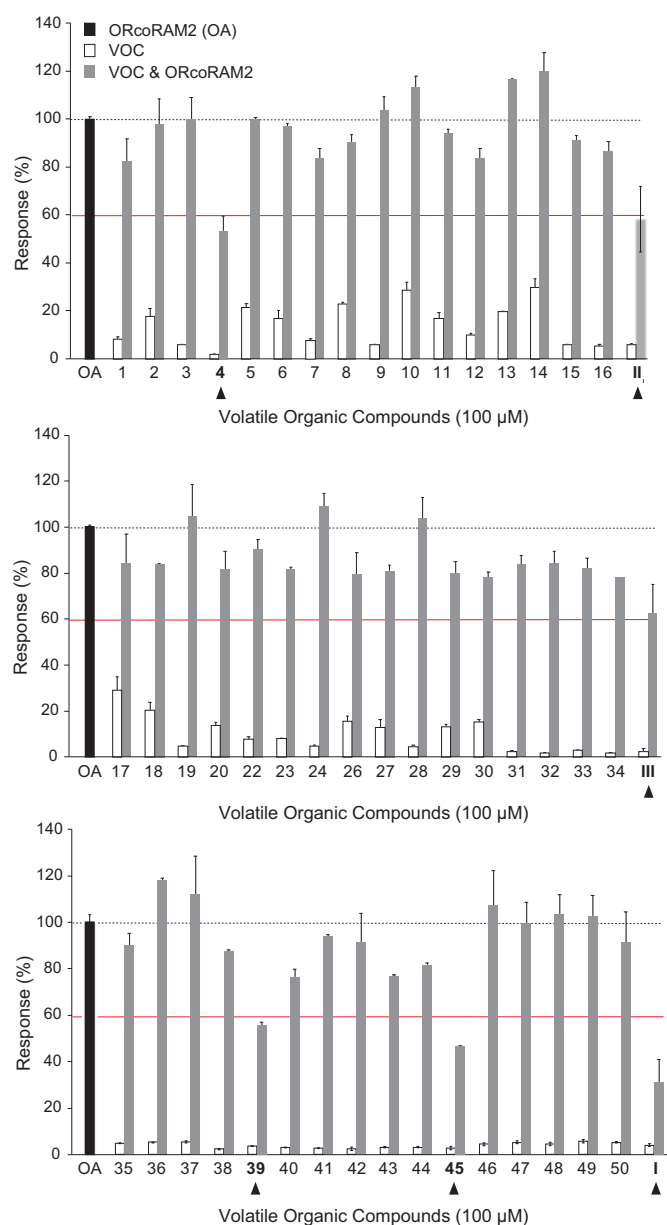 140
ORcoRAM2 (OA)
120
VOC
VOC & ORcoRAM2
100
80
60
40
20
0
Response (%)
OA 1 2 3 4 5 6 7 8 9 10 11 12 13 14 15 16 II
Volatile Organic Compounds (100 µM)
140
120
100
80
60
40
20
0
Response (%)
OA 17 18 19 20 22 23 24 26 27 28 29 30 31 32 33 34 III
Volatile Organic Compounds (100 µM)
140
120
100
80
60
40
20
0
Response (%)
OA 35 36 37 38 39 40 41 42 43 44 45 46 47 48 49 50 I
Volatile Organic Compounds (100 µM)